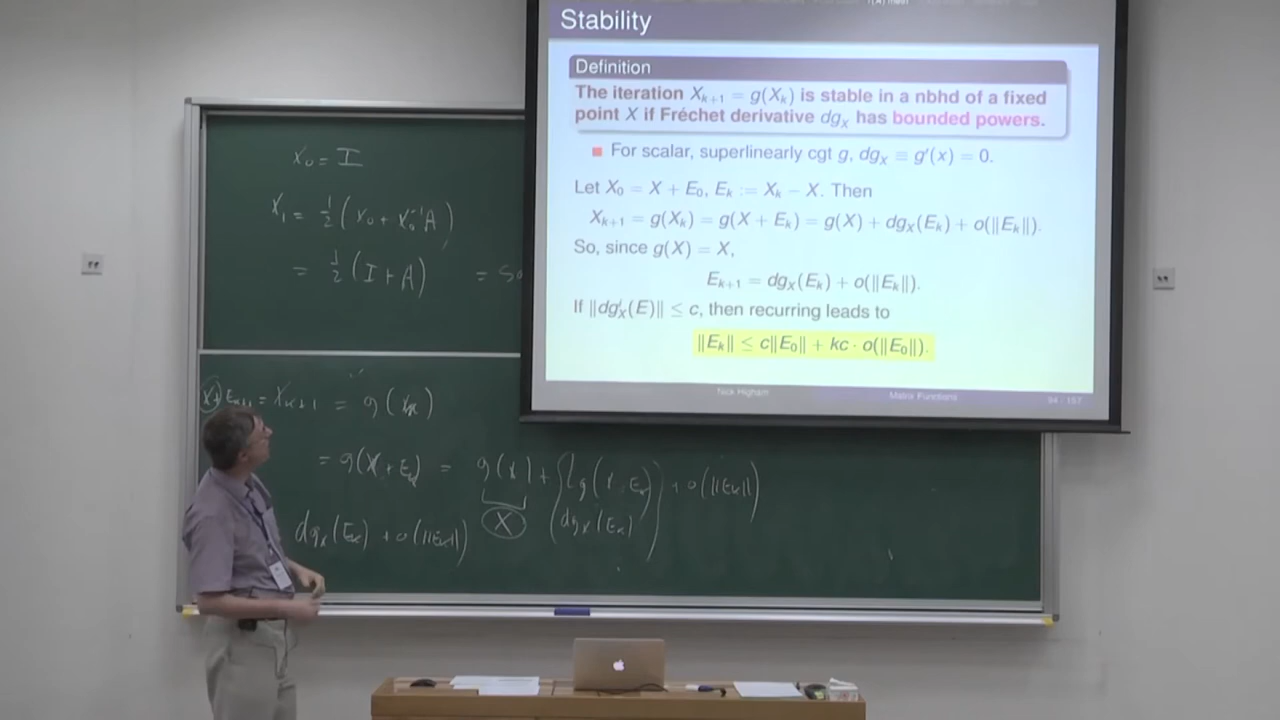 Stability
Definition
The iteration X_{k+1} = g(X_k) is stable in a nbhd of a fixed
point X if Fréchet derivative dg_X has bounded powers.
For scalar, superlinearly cgt g, dg_X ≡ g′(x) = 0.
Let X_0 = X + E_0, E_k := X_k − X. Then
X_{k+1} = g(X_k) = g(X + E_k) = g(X) + dg_X(E_k) + o(‖E_k‖).
So, since g(X) = X,
E_{k+1} = dg_X(E_k) + o(‖E_k‖).
If ‖dg_X^i(E)‖ ≤ c, then recurring leads to
‖E_k‖ ≤ c‖E_0‖ + kc · o(‖E_0‖).
Nick Higham
Matrix Functions
94 / 157
X_0 = I
X_1 = 1/2 (X_0 + X_0^{-1} A)
= 1/2 (I + A)
X + E_{k+1} = X_{k+1} = g(X_k)
= g(X + E_k) = g(X) + L_g(X, E_k) + o(‖E_k‖)
X
(dg_X(E_k)
dg_X(E_k) + o(‖E_k‖)